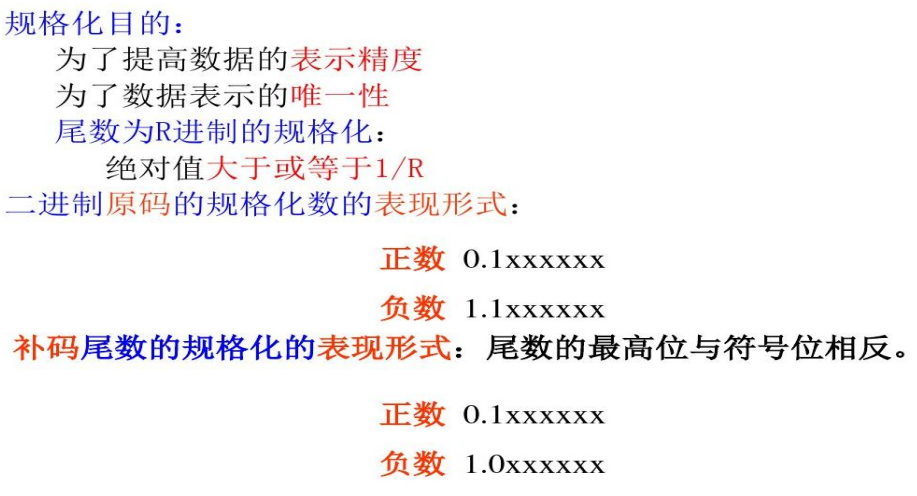 规格化目的:
为了提高数据的表示精度
为了数据表示的唯一性
尾数为R进制的规格化:
绝对值大于或等于1/R
二进制原码的规格化数的表现形式:
正数 0.1xxxxxx
负数 1.1xxxxxx
补码尾数的规格化的表现形式: 尾数的最高位与符号位相反。
正数 0.1xxxxxx
负数 1.0xxxxxx